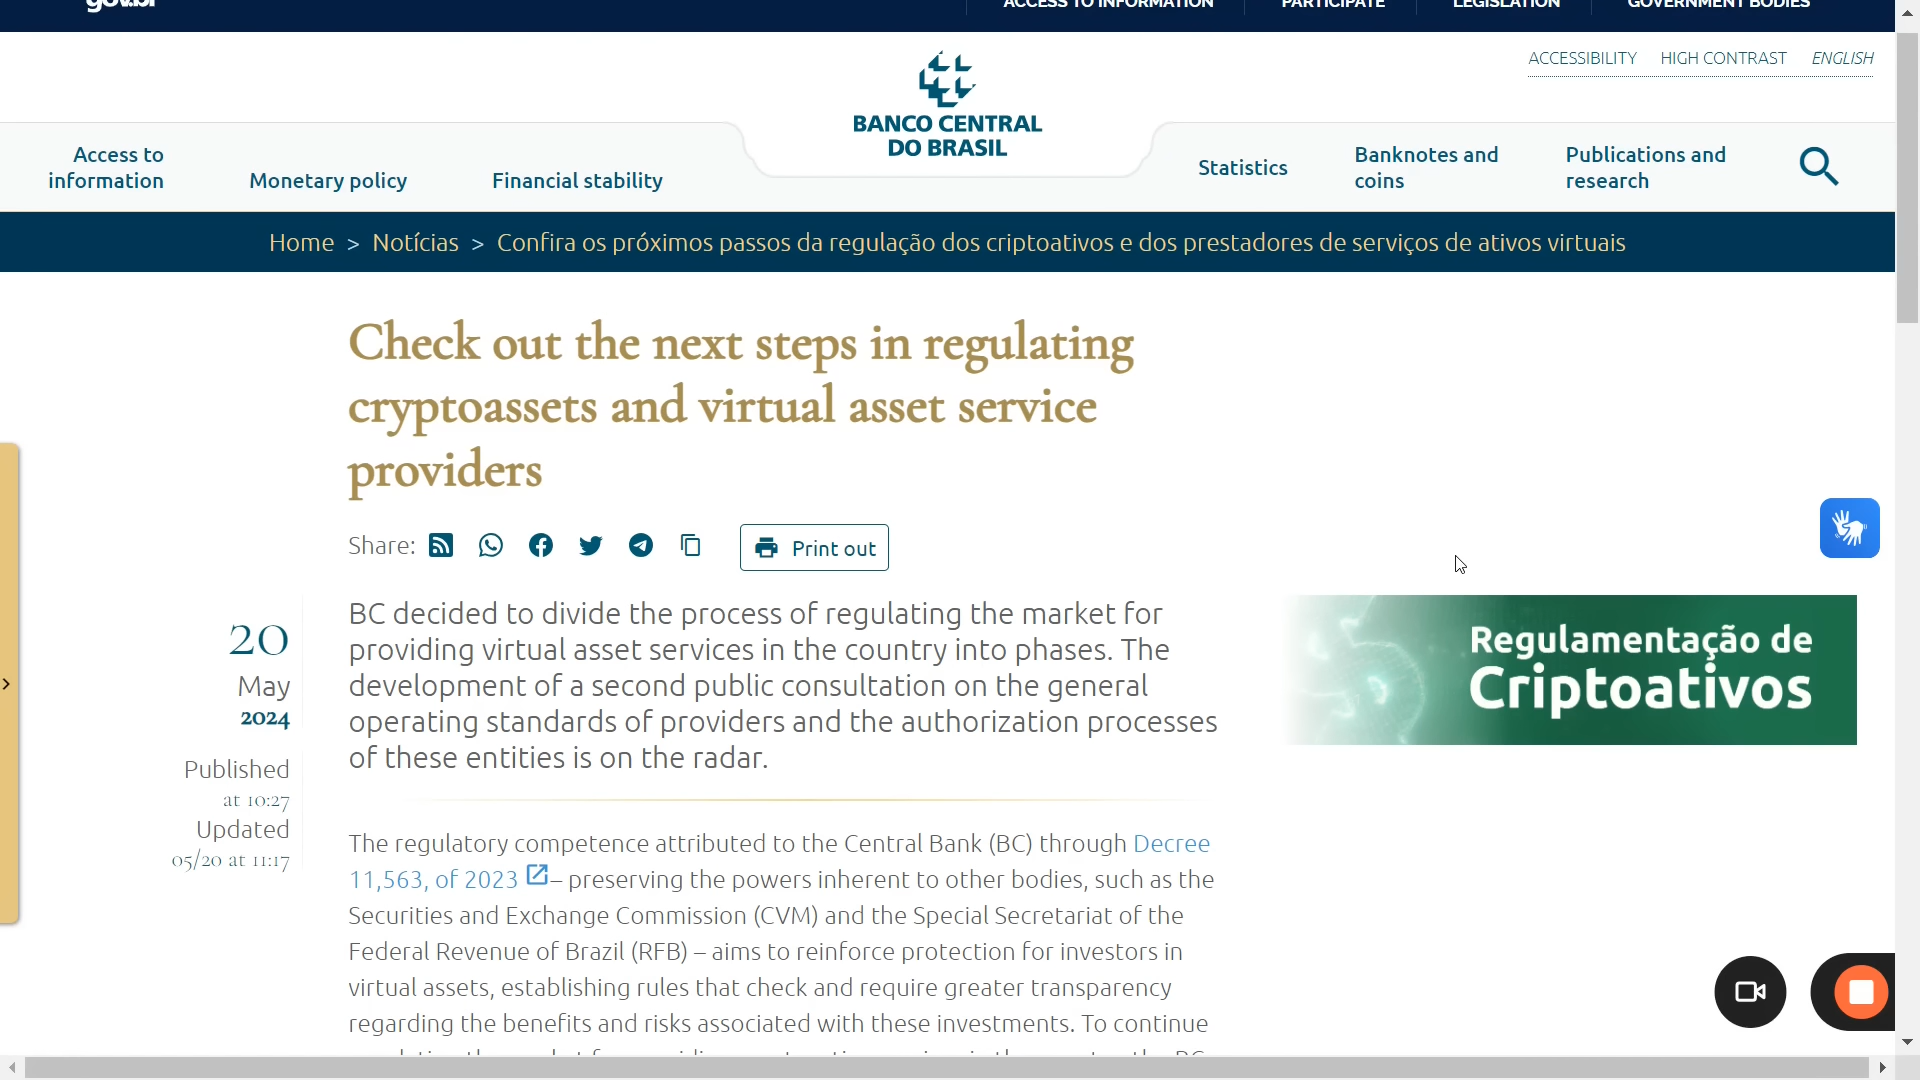 gov.br
ACCESS TO INFORMATION
PARTICIPATE
LEGISLATION
GOVERNMENT BODIES
ACCESSIBILITY
HIGH CONTRAST
ENGLISH
BANCO CENTRAL
DO BRASIL
Access to
information
Monetary policy
Financial stability
Statistics
Banknotes and
coins
Publications and
research
Home > Notícias > Confira os próximos passos da regulação dos criptoativos e dos prestadores de serviços de ativos virtuais
Check out the next steps in regulating
cryptoassets and virtual asset service
providers
Share:
Print out
20
May
2024
Published
at 10:27
Updated
05/20 at 11:17
BC decided to divide the process of regulating the market for
providing virtual asset services in the country into phases. The
development of a second public consultation on the general
operating standards of providers and the authorization processes
of these entities is on the radar.
Regulamentação de
Criptoativos
The regulatory competence attributed to the Central Bank (BC) through Decree
11,563, of 2023 – preserving the powers inherent to other bodies, such as the
Securities and Exchange Commission (CVM) and the Special Secretariat of the
Federal Revenue of Brazil (RFB) – aims to reinforce protection for investors in
virtual assets, establishing rules that check and require greater transparency
regarding the benefits and risks associated with these investments. To continue